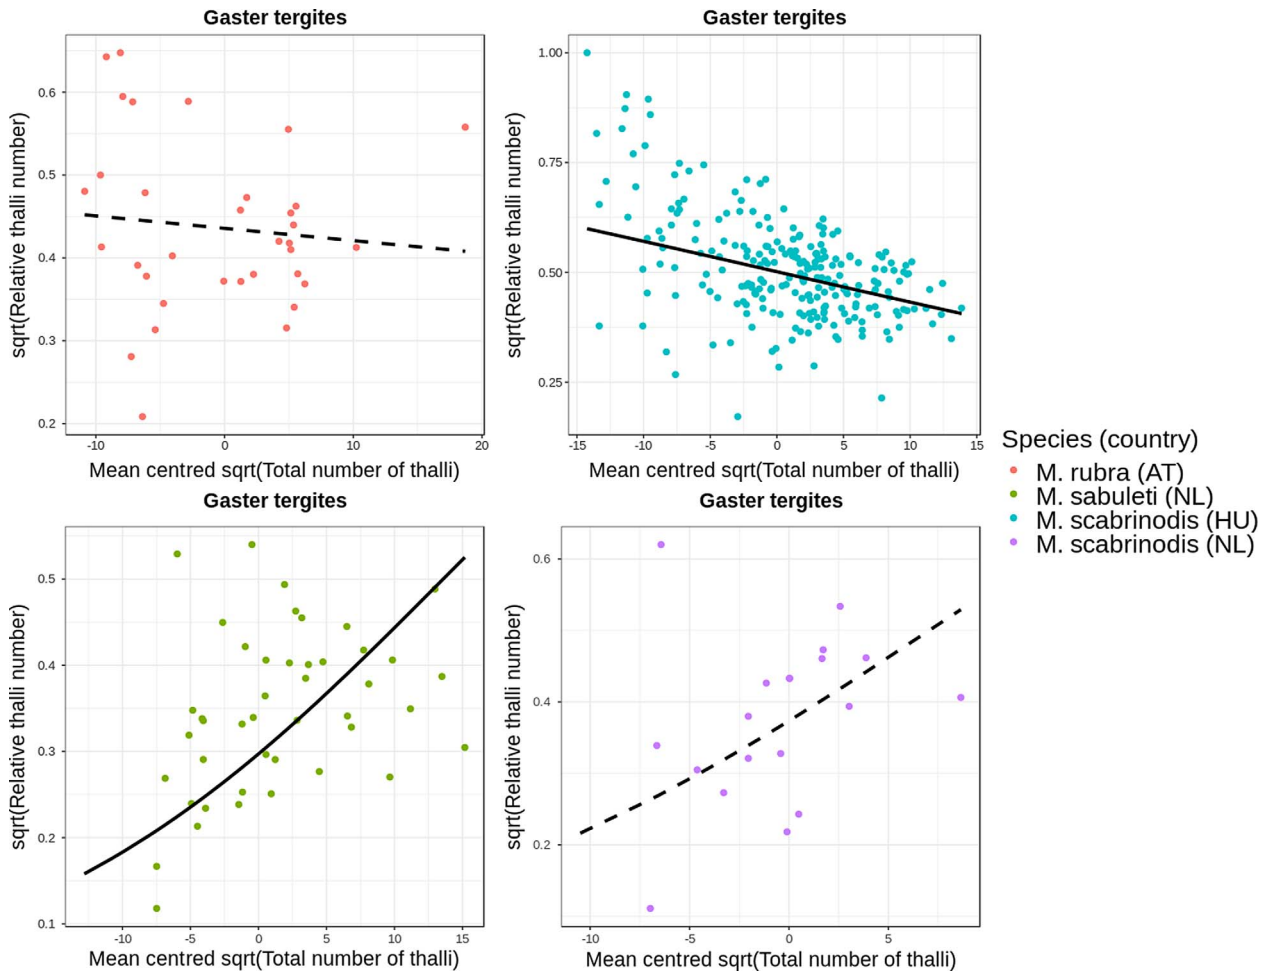 Gaster tergites
Gaster tergites
sqrt(Relative thalli number)
0.6
0.5
0.4
0.3
0.2
-10
0
10
20
Mean centred sqrt(Total number of thalli)
sqrt(Relative thalli number)
1.00
0.75
0.50
0.25
-15
-10
-5
0
5
10
15
Mean centred sqrt(Total number of thalli)
Gaster tergites
Gaster tergites
sqrt(Relative thalli number)
0.5
0.4
0.3
0.2
0.1
-10
-5
0
5
10
15
Mean centred sqrt(Total number of thalli)
sqrt(Relative thalli number)
0.6
0.4
0.2
-10
-5
0
5
Mean centred sqrt(Total number of thalli)
Species (country)
M. rubra (AT)
M. sabuleti (NL)
M. scabrinodis (HU)
M. scabrinodis (NL)